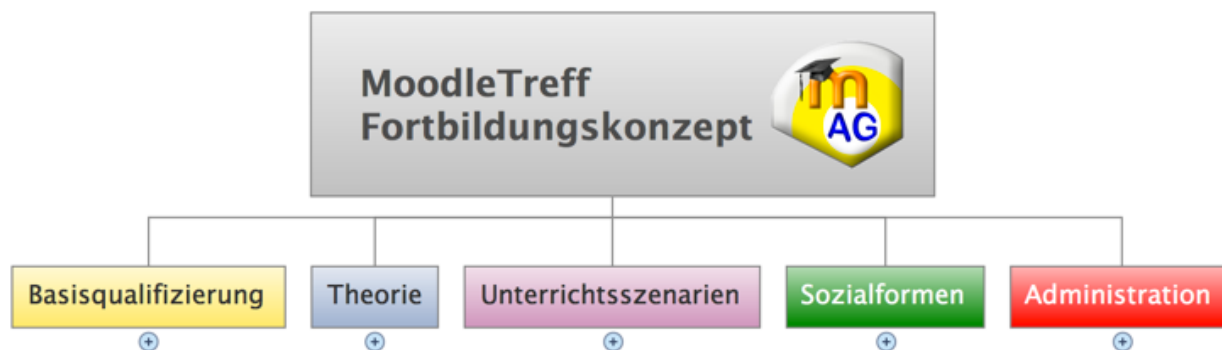 MoodleTreff
Fortbildungskonzept
m
AG
Basisqualifizierung
Theorie
Unterrichtsszenarien
Sozialformen
Administration